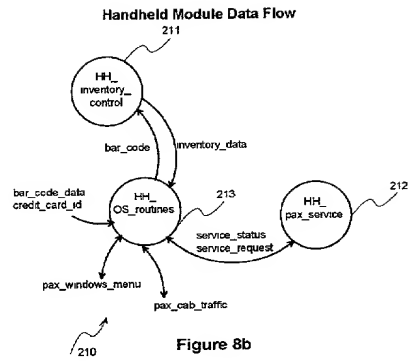 Handheld Module Data Flow
211
HH_
inventory_
control
bar_code
inventory_data
bar_code_data
credit_card_id
HH_
OS_routines
213
HH_
pax_service
212
service_status
service_request
pax_windows_menu
pax_cab_traffic
210
Figure 8b